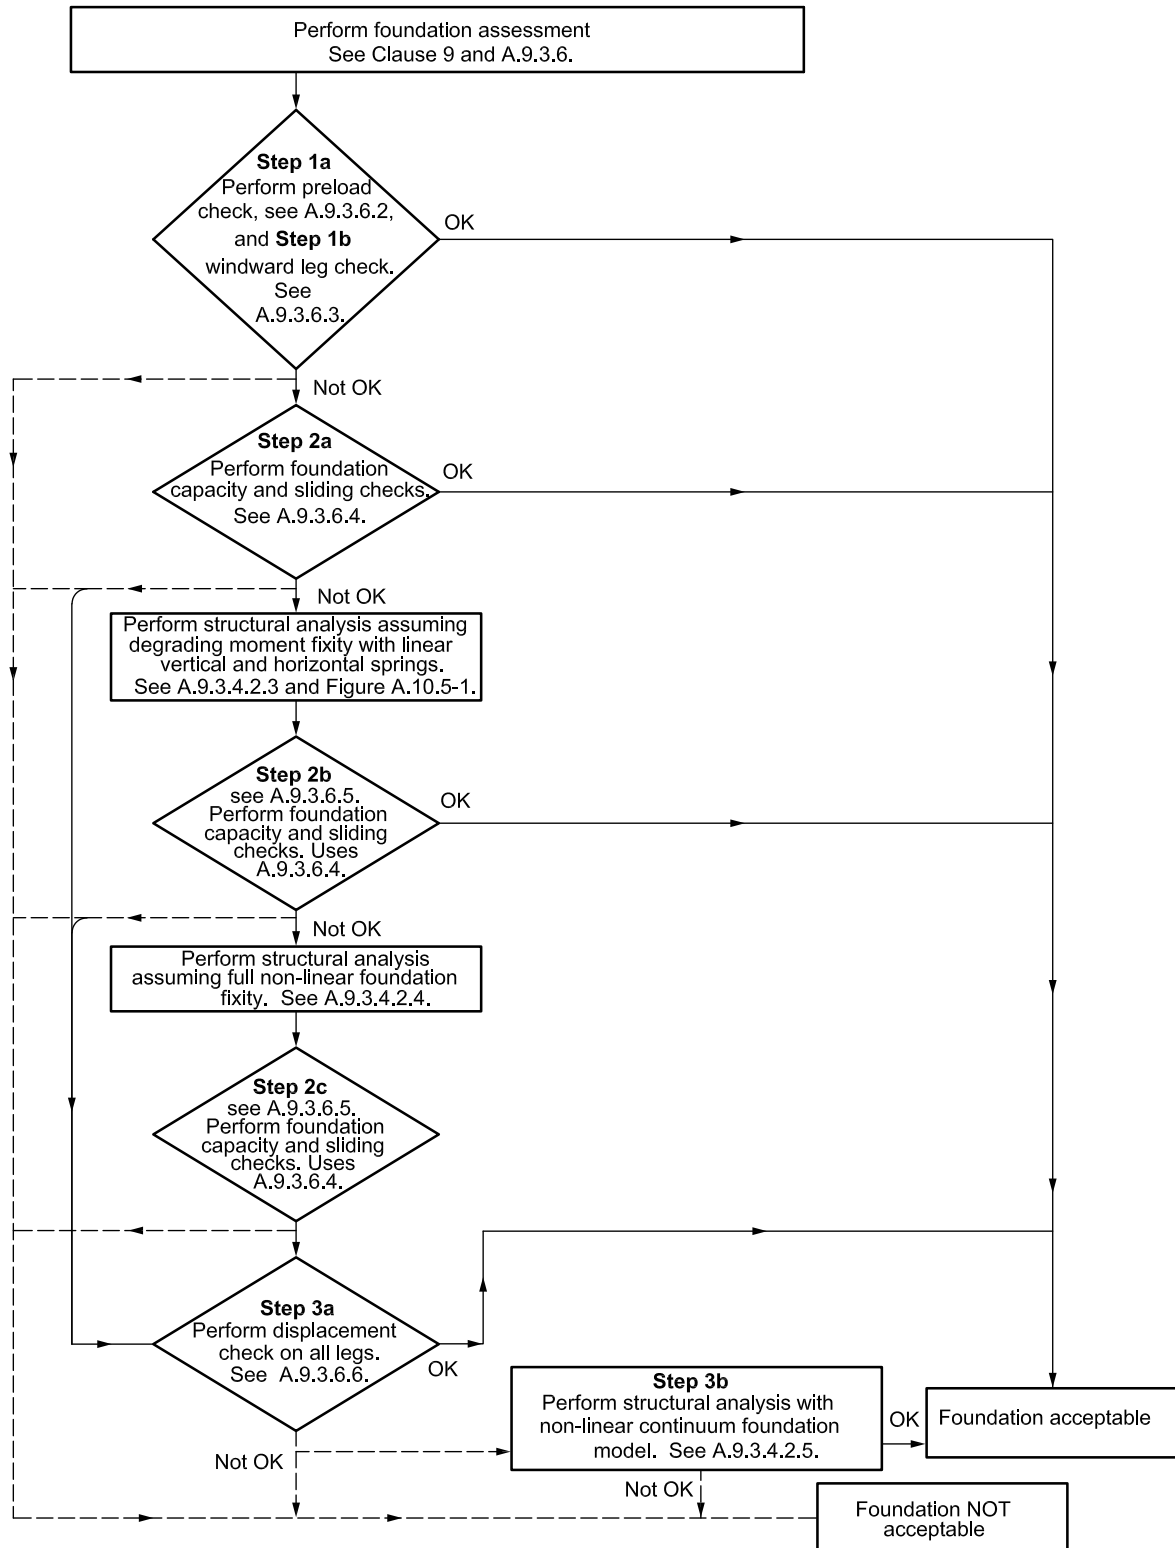 Perform foundation assessment
See Clause 9 and A.9.3.6.
Step 1a
Perform preload
check, see A.9.3.6.2,
and Step 1b
windward leg check.
See
A.9.3.6.3.
OK
Not OK
Step 2a
Perform foundation
capacity and sliding checks.
See A.9.3.6.4.
OK
Not OK
Perform structural analysis assuming
degrading moment fixity with linear
vertical and horizontal springs.
See A.9.3.4.2.3 and Figure A.10.5-1.
Step 2b
see A.9.3.6.5.
Perform foundation
capacity and sliding
checks. Uses
A.9.3.6.4.
OK
Not OK
Perform structural analysis
assuming full non-linear foundation
fixity. See A.9.3.4.2.4.
Step 2c
see A.9.3.6.5.
Perform foundation
capacity and sliding
checks. Uses
A.9.3.6.4.
Step 3a
Perform displacement
check on all legs.
See A.9.3.6.6.
OK
Not OK
Step 3b
Perform structural analysis with
non-linear continuum foundation
model. See A.9.3.4.2.5.
OK
Not OK
Foundation acceptable
Foundation NOT
acceptable